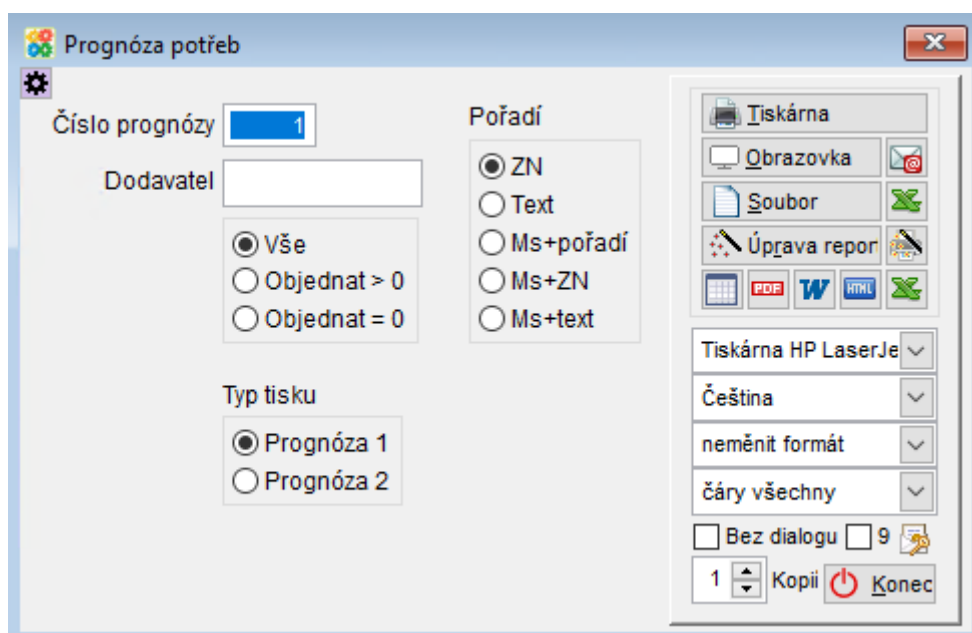 Prognóza potřeb
Číslo prognózy 1
Dodavatel
Vše
Objednat > 0
Objednat = 0
Typ tisku
Prognóza 1
Prognóza 2
Pořadí
ZN
Text
Ms+pořadí
Ms+ZN
Ms+text
Tiskárna
Obrazovka
Soubor
Úprava repor
PDF W HTML
Tiskárna HP LaserJe
Čeština
neměnit formát
čáry všechny
Bez dialogu 9
1 Kopii Konec